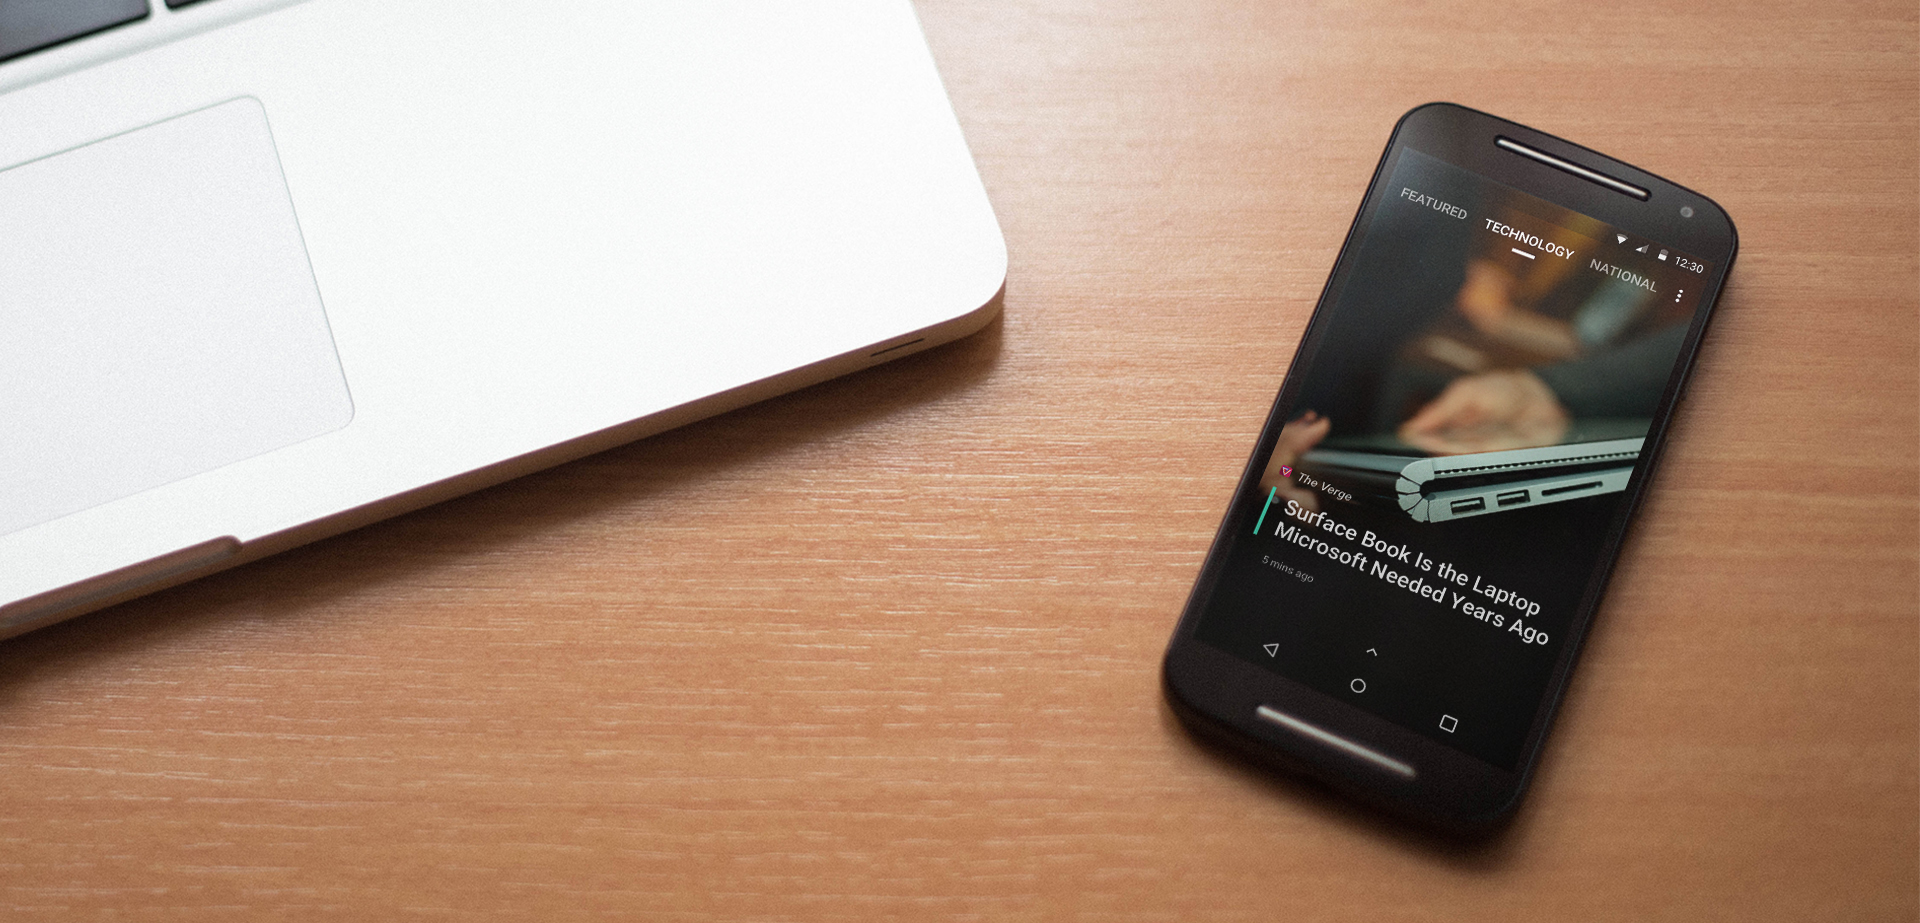 12:30
FEATURED TECHNOLOGY NATIONAL
The Verge
Surface Book Is the Laptop
Microsoft Needed Years Ago
5 mins ago